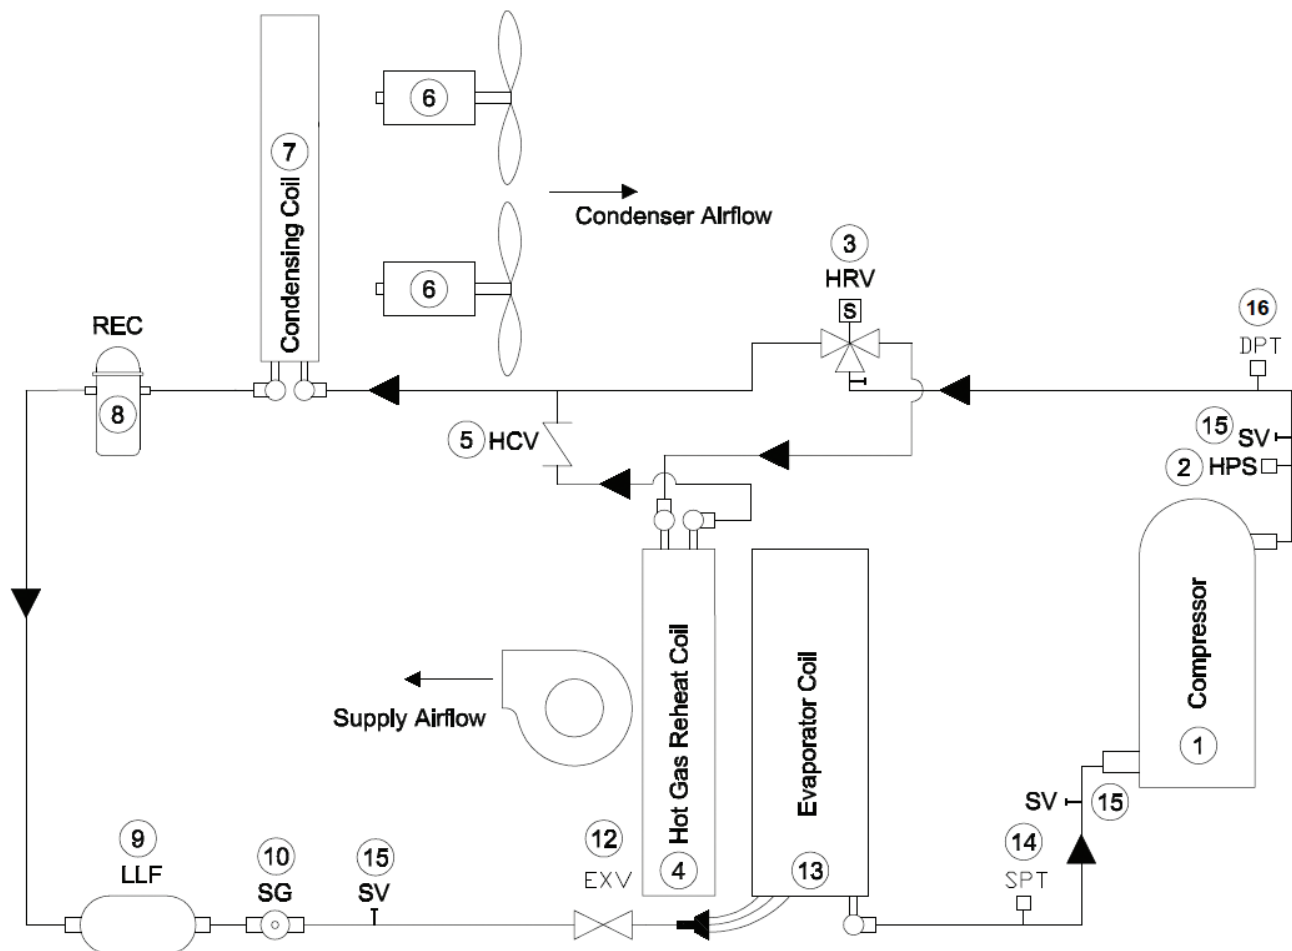 6
7
Condensing Coil
Condenser Airflow
6
3
HRV
S
16
DPT
REC
8
15
SV
5
HCV
2
HPS
Hot Gas Reheat Coil
4
Evaporator Coil
13
Compressor
1
Supply Airflow
SV
15
9
LLF
10
SG
15
SV
12
EXV
14
SPT